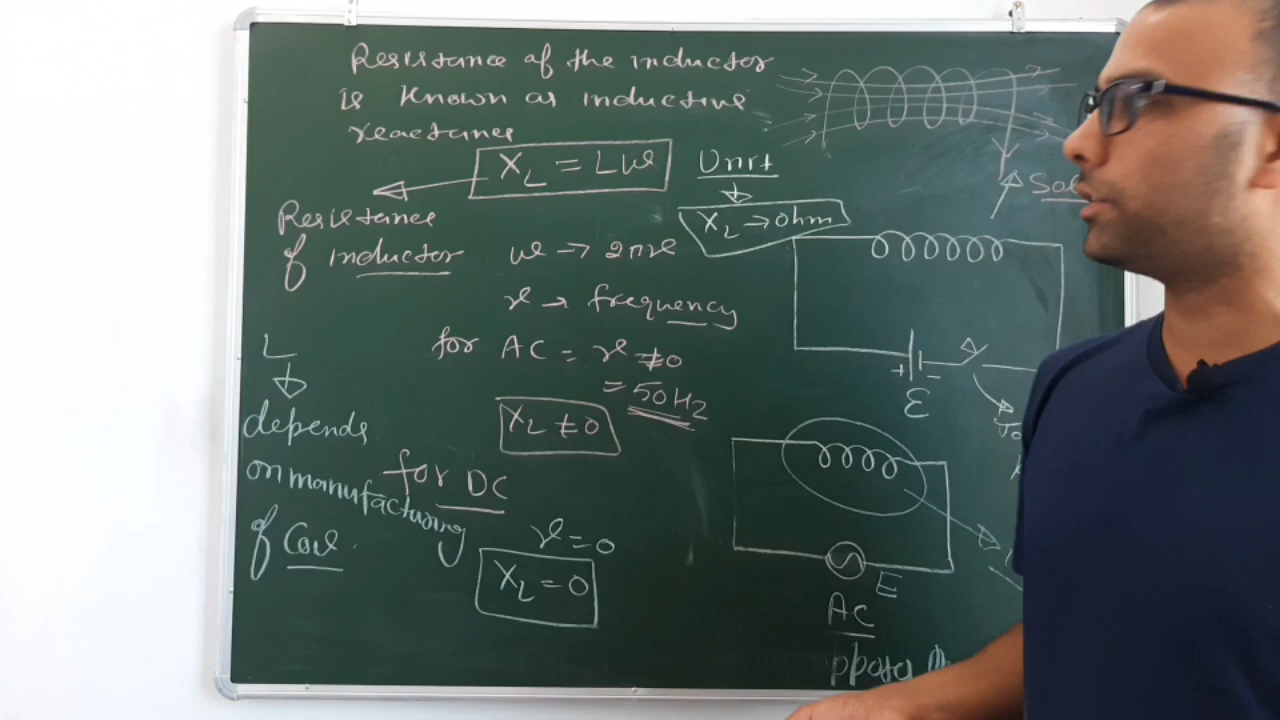 Resistance of the inductor
is known as inductive
reactance
X_L = Lω
Resistance
of inductor
ω → 2πν
ν → frequency
for AC = ν ≠0
= 50Hz
X_L ≠0
L
depends
on manufacturing
of Coil.
for DC
ν=0
X_L = 0
Unit
X_L → Ohm
Sol
+ -
E
E
AC